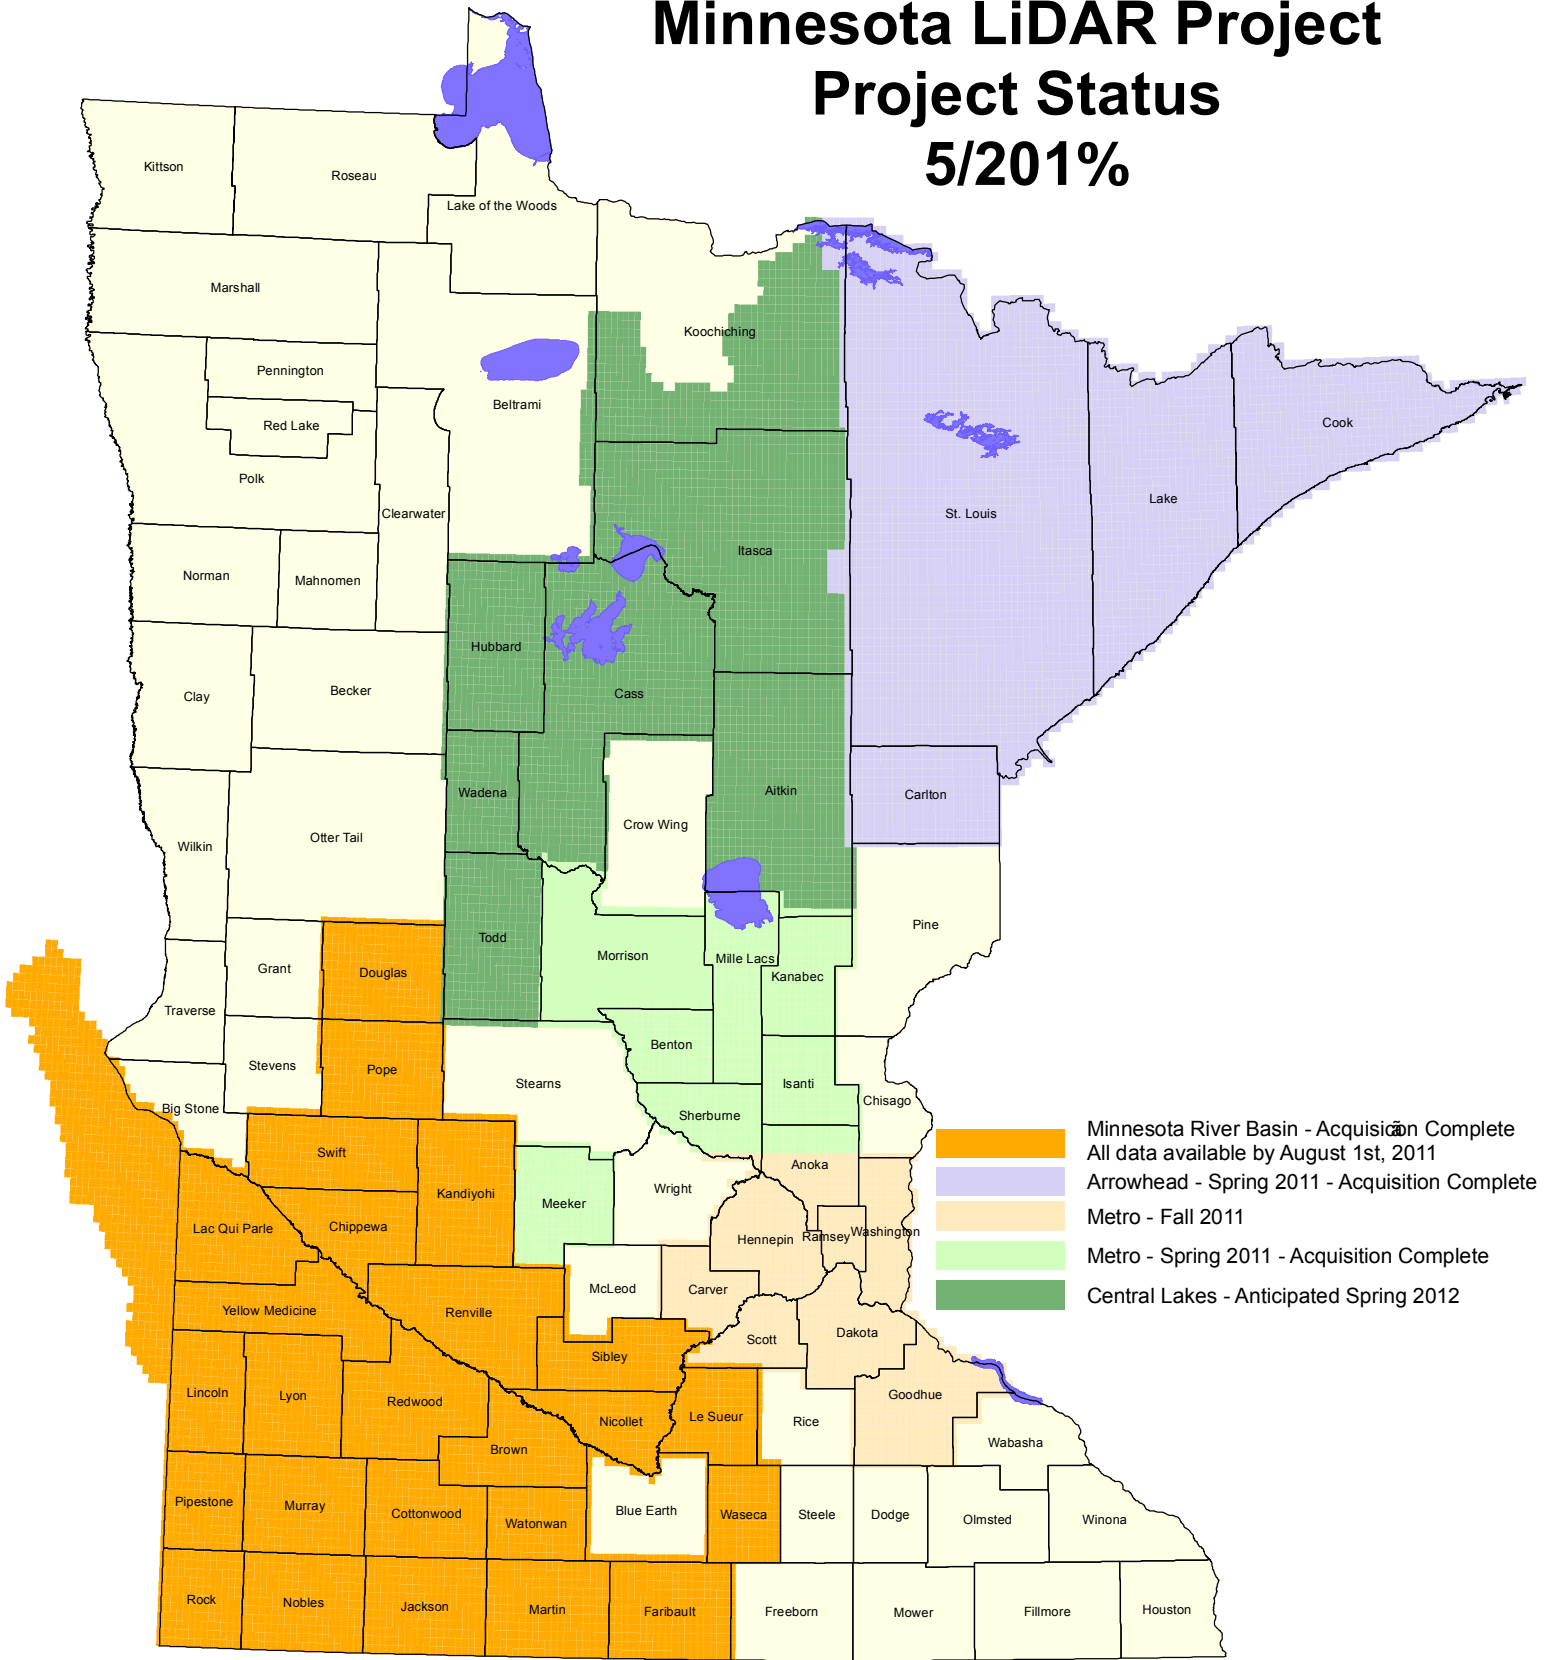 Minnesota LiDAR Project
Project Status
5/201%
Kittson
Roseau
Lake of the Woods
Marshall
Koochiching
Pennington
Beltrami
Red Lake
Cook
Polk
Lake
Clearwater
St. Louis
Itasca
Norman
Mahnomen
Hubbard
Clay
Becker
Cass
Wadena
Aitkin
Carlton
Crow Wing
Otter Tail
Wilkin
Pine
Todd
Morrison
Mille Lacs
Grant
Douglas
Kanabec
Traverse
Benton
Stevens
Pope
Stearns
Isanti
Chisago
Big Stone
Sherburne
Minnesota River Basin - Acquisiãon Complete
All data available by August 1st, 2011
Swift
Anoka
Arrowhead - Spring 2011 - Acquisition Complete
Kandiyohi
Wright
Meeker
Metro - Fall 2011
Lac Qui Parle
Chippewa
Hennepin
Ramsey
Washington
Metro - Spring 2011 - Acquisition Complete
McLeod
Carver
Central Lakes - Anticipated Spring 2012
Yellow Medicine
Renville
Scott
Dakota
Sibley
Lincoln
Lyon
Redwood
Goodhue
Nicollet
Le Sueur
Rice
Brown
Wabasha
Pipestone
Murray
Cottonwood
Watonwan
Blue Earth
Waseca
Steele
Dodge
Olmsted
Winona
Rock
Nobles
Jackson
Martin
Faribault
Freeborn
Mower
Fillmore
Houston